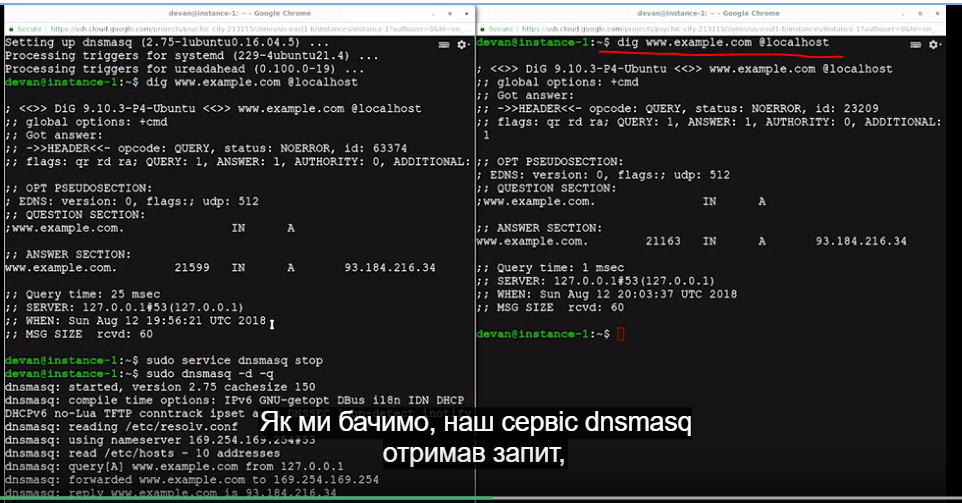 devan@instance-1: ~ - Google Chrome
Secure | https://ssh.cloud.google.com/projects/psychic-city-213115/zones/us-east1-b/instances/instance-1?authuser=0&hl=en_
Setting up dnsmasq (2.75-1ubuntu0.16.04.5) ...
Processing triggers for systemd (229-4ubuntu21.4) ...
Processing triggers for ureadahead (0.100.0-19) ...
devan@instance-1:~$ dig www.example.com @localhost
; <<>> DiG 9.10.3-P4-Ubuntu <<>> www.example.com @localhost
;; global options: +cmd
;; Got answer:
;; ->>HEADER<<- opcode: QUERY, status: NOERROR, id: 63374
;; flags: qr rd ra; QUERY: 1, ANSWER: 1, AUTHORITY: 0, ADDITIONAL:
;; OPT PSEUDOSECTION:
; EDNS: version: 0, flags:; udp: 512
;; QUESTION SECTION:
;www.example.com. IN A
;; ANSWER SECTION:
www.example.com. 21599 IN A 93.184.216.34
;; Query time: 25 msec
;; SERVER: 127.0.0.1#53(127.0.0.1)
;; WHEN: Sun Aug 12 19:56:21 UTC 2018
;; MSG SIZE rcvd: 60
devan@instance-1:~$ sudo service dnsmasq stop
devan@instance-1:~$ sudo dnsmasq -d -q
dnsmasq: started, version 2.75 cachesize 150
dnsmasq: compile time options: IPv6 GNU-getopt DBus i18n IDN DHCP
DHCPv6 no-Lua TFTP conntrack ipset
dnsmasq: reading /etc/resolv.conf
dnsmasq: using nameserver 169.254.169.254#53
dnsmasq: read /etc/hosts - 10 addresses
dnsmasq: query[A] www.example.com from 127.0.0.1
dnsmasq: forwarded www.example.com to 169.254.169.254
dnsmasq: reply www.example.com is 93.184.216.34
devan@instance-1: ~ - Google Chrome
Secure | https://ssh.cloud.google.com/projects/psychic-city-213115/zones/us-east1-b/instances/instance-1?authuser=0&hl=en_
devan@instance-1:~$ dig www.example.com @localhost
; <<>> DiG 9.10.3-P4-Ubuntu <<>> www.example.com @localhost
;; global options: +cmd
;; Got answer:
;; ->>HEADER<<- opcode: QUERY, status: NOERROR, id: 23209
;; flags: qr rd ra; QUERY: 1, ANSWER: 1, AUTHORITY: 0, ADDITIONAL:
1
;; OPT PSEUDOSECTION:
; EDNS: version: 0, flags:; udp: 512
;; QUESTION SECTION:
;www.example.com. IN A
;; ANSWER SECTION:
www.example.com. 21163 IN A 93.184.216.34
;; Query time: 1 msec
;; SERVER: 127.0.0.1#53(127.0.0.1)
;; WHEN: Sun Aug 12 20:03:37 UTC 2018
;; MSG SIZE rcvd: 60
devan@instance-1:~$
Як ми бачимо, наш сервіс dnsmasq
отримав запит,